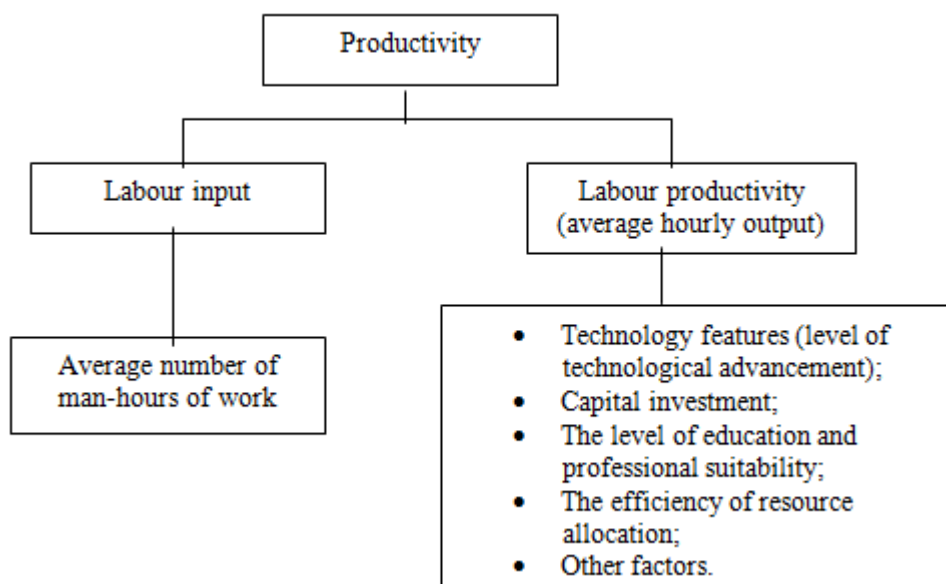 Productivity
Labour input
Labour productivity
(average hourly output)
Average number of
man-hours of work
• Technology features (level of
technological advancement);
• Capital investment;
• The level of education and
professional suitability;
• The efficiency of resource
allocation;
• Other factors.